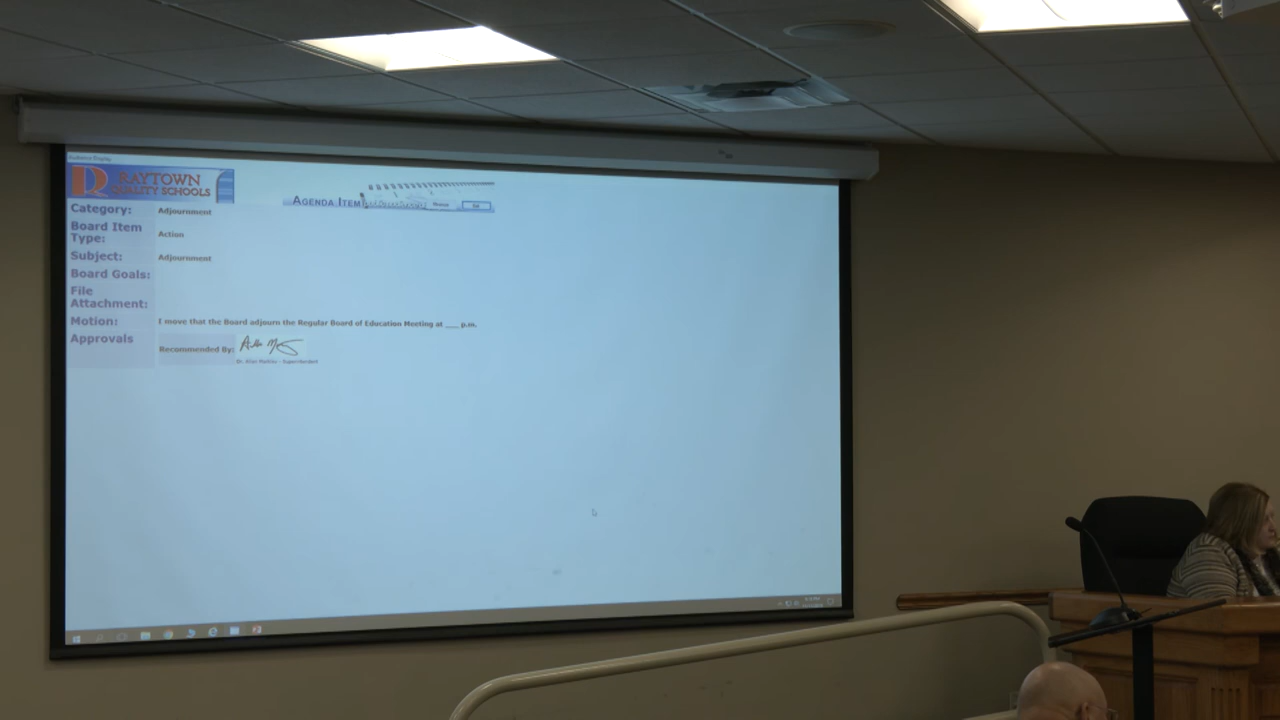 RAYTOWN
QUALITY SCHOOLS
AGENDA ITEM
Category: Adjournment
Board Item Type: Action
Subject: Adjournment
Board Goals:
File Attachment:
Motion: I move that the Board adjourn the Regular Board of Education Meeting at ___ p.m.
Approvals
Recommended By: